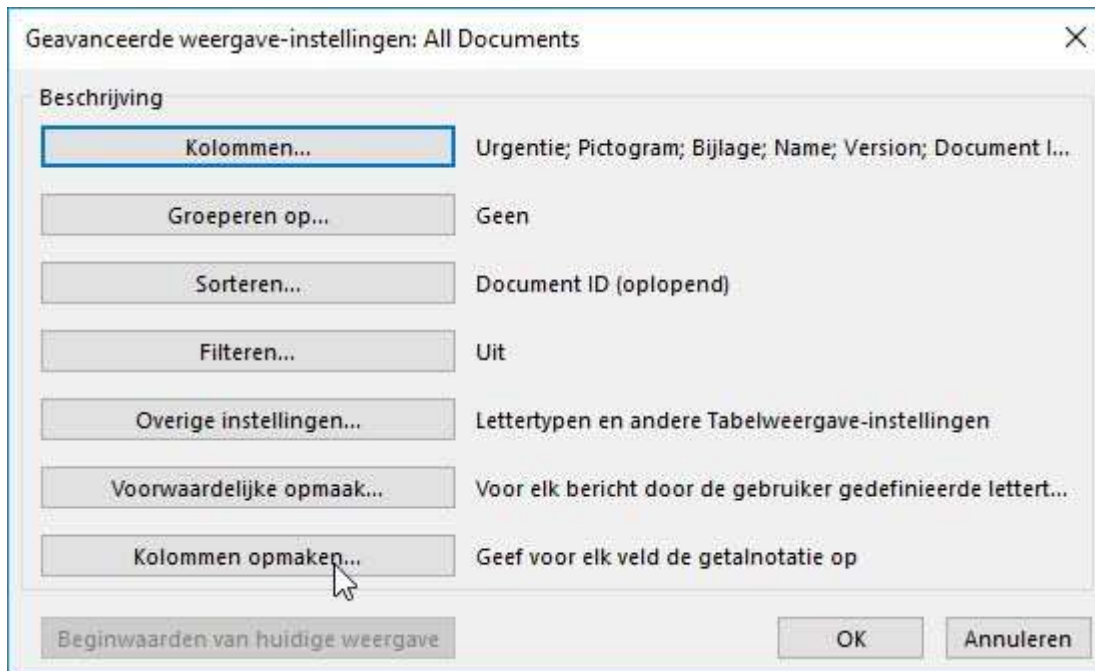 Geavanceerde weergave-instellingen: All Documents
Beschrijving
Kolommen... Urgentie; Pictogram; Bijlage; Name; Version; Document I...
Groeperen op... Geen
Sorteren... Document ID (oplopend)
Filteren... Uit
Overige instellingen... Lettertypen en andere Tabelweergave-instellingen
Voorwaardelijke opmaak... Voor elk bericht door de gebruiker gedefinieerde lettert...
Kolommen opmaken... Geef voor elk veld de getalnotatie op
Beginwaarden van huidige weergave OK Annuleren